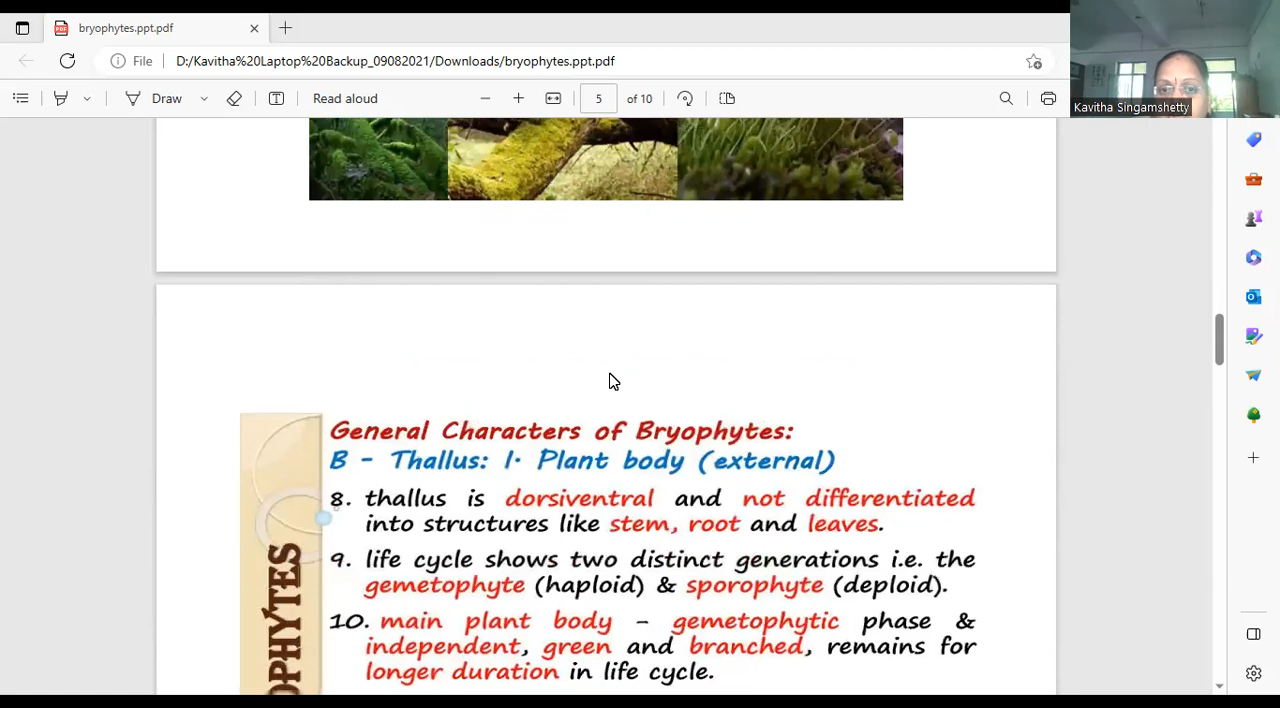 bryophytes.ppt.pdf
File
D:/Kavitha%20Laptop%20Backup_09082021/Downloads/bryophytes.ppt.pdf
Draw
Read aloud
5
of 10
Kavitha Singamshetty
General Characters of Bryophytes:
B - Thallus: 1. Plant body (external)
8. thallus is dorsiventral and not differentiated
into structures like stem, root and leaves.
9. life cycle shows two distinct generations i.e. the
gemetophyte (haploid) & sporophyte (deploid).
10. main plant body - gemetophytic phase &
independent, green and branched, remains for
longer duration in life cycle.
OPHYTES